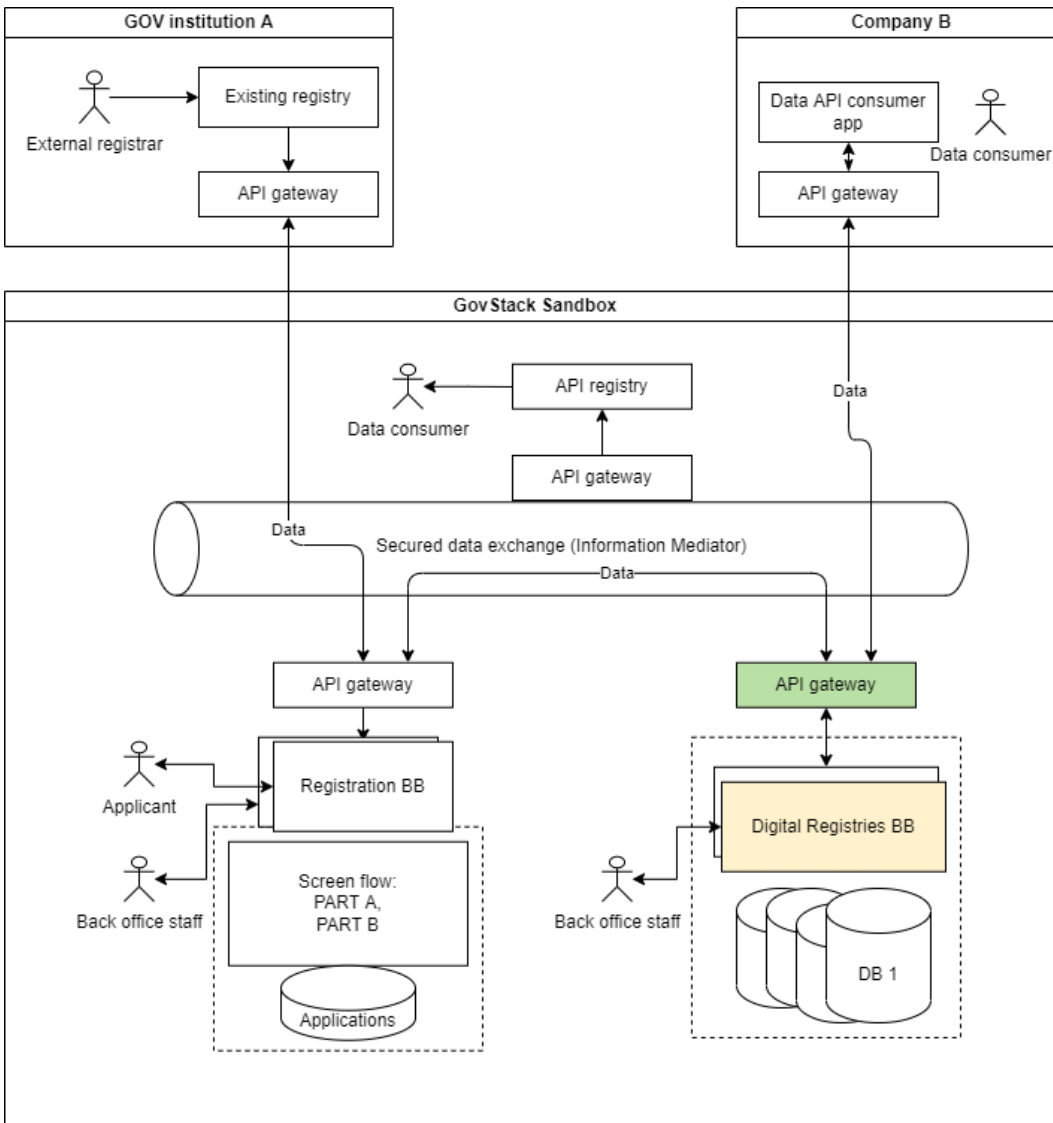 GOV institution A
Company B
Existing registry
External registrar
API gateway
Data API consumer
app
Data consumer
API gateway
GovStack Sandbox
API registry
Data consumer
API gateway
Data
Data
Secured data exchange (Information Mediator)
Data
API gateway
API gateway
Registration BB
Applicant
Digital Registries BB
Screen flow:
PART A,
PART B
Back office staff
Back office staff
DB 1
Applications